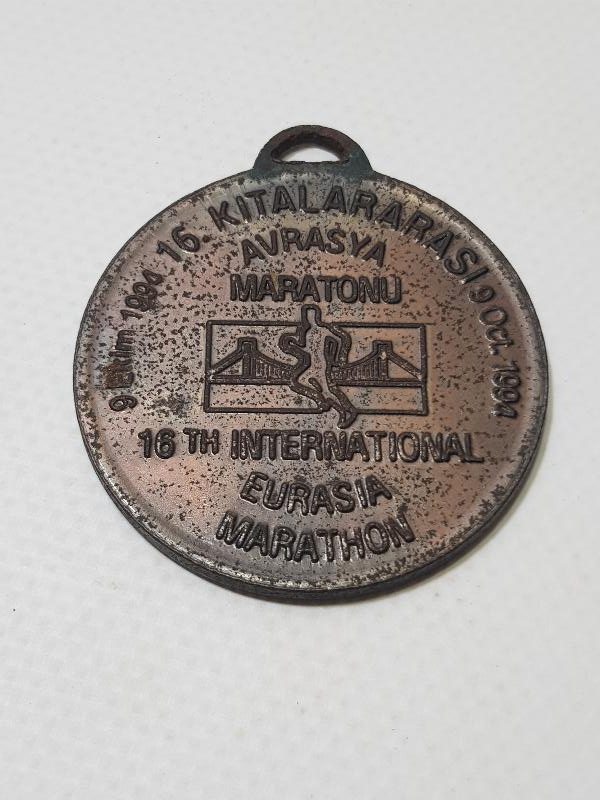 16. KITALARARASI
AVRASYA
MARATONU
9 Ekim 1994
9 Oct. 1994
16 TH INTERNATIONAL
EURASIA
MARATHON